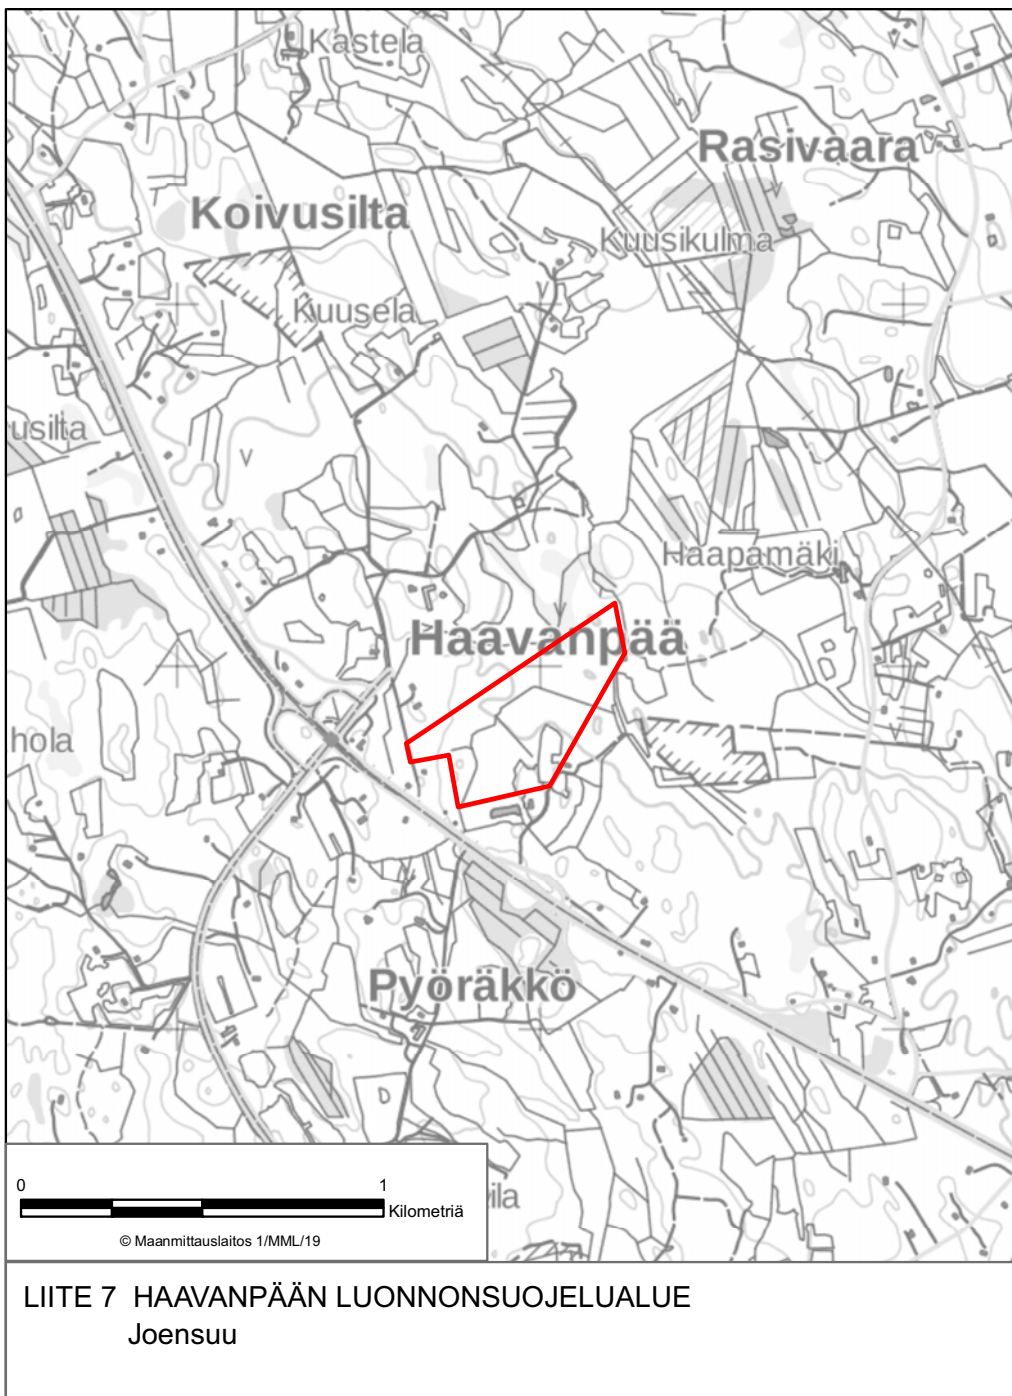 Kastela
Rasivaara
Koivusilta
Kuusikulma
Kuusela
usilta
Haapamäki
Haavanpää
hola
Pyöräkkö
ila
0 1
Kilometriä
© Maanmittauslaitos 1/MML/19
LIITE 7 HAAVANPÄÄN LUONNONSUOJELUALUE
Joensuu